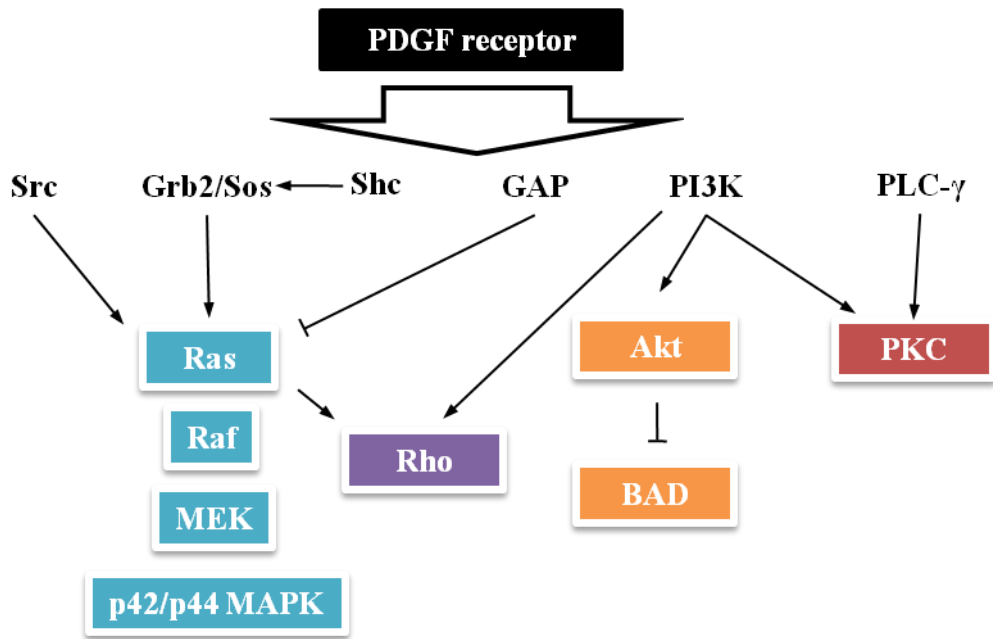 PDGF receptor
Src
Grb2/Sos
Shc
GAP
PI3K
PLC-γ
Ras
Akt
PKC
Raf
Rho
BAD
MEK
p42/p44 MAPK